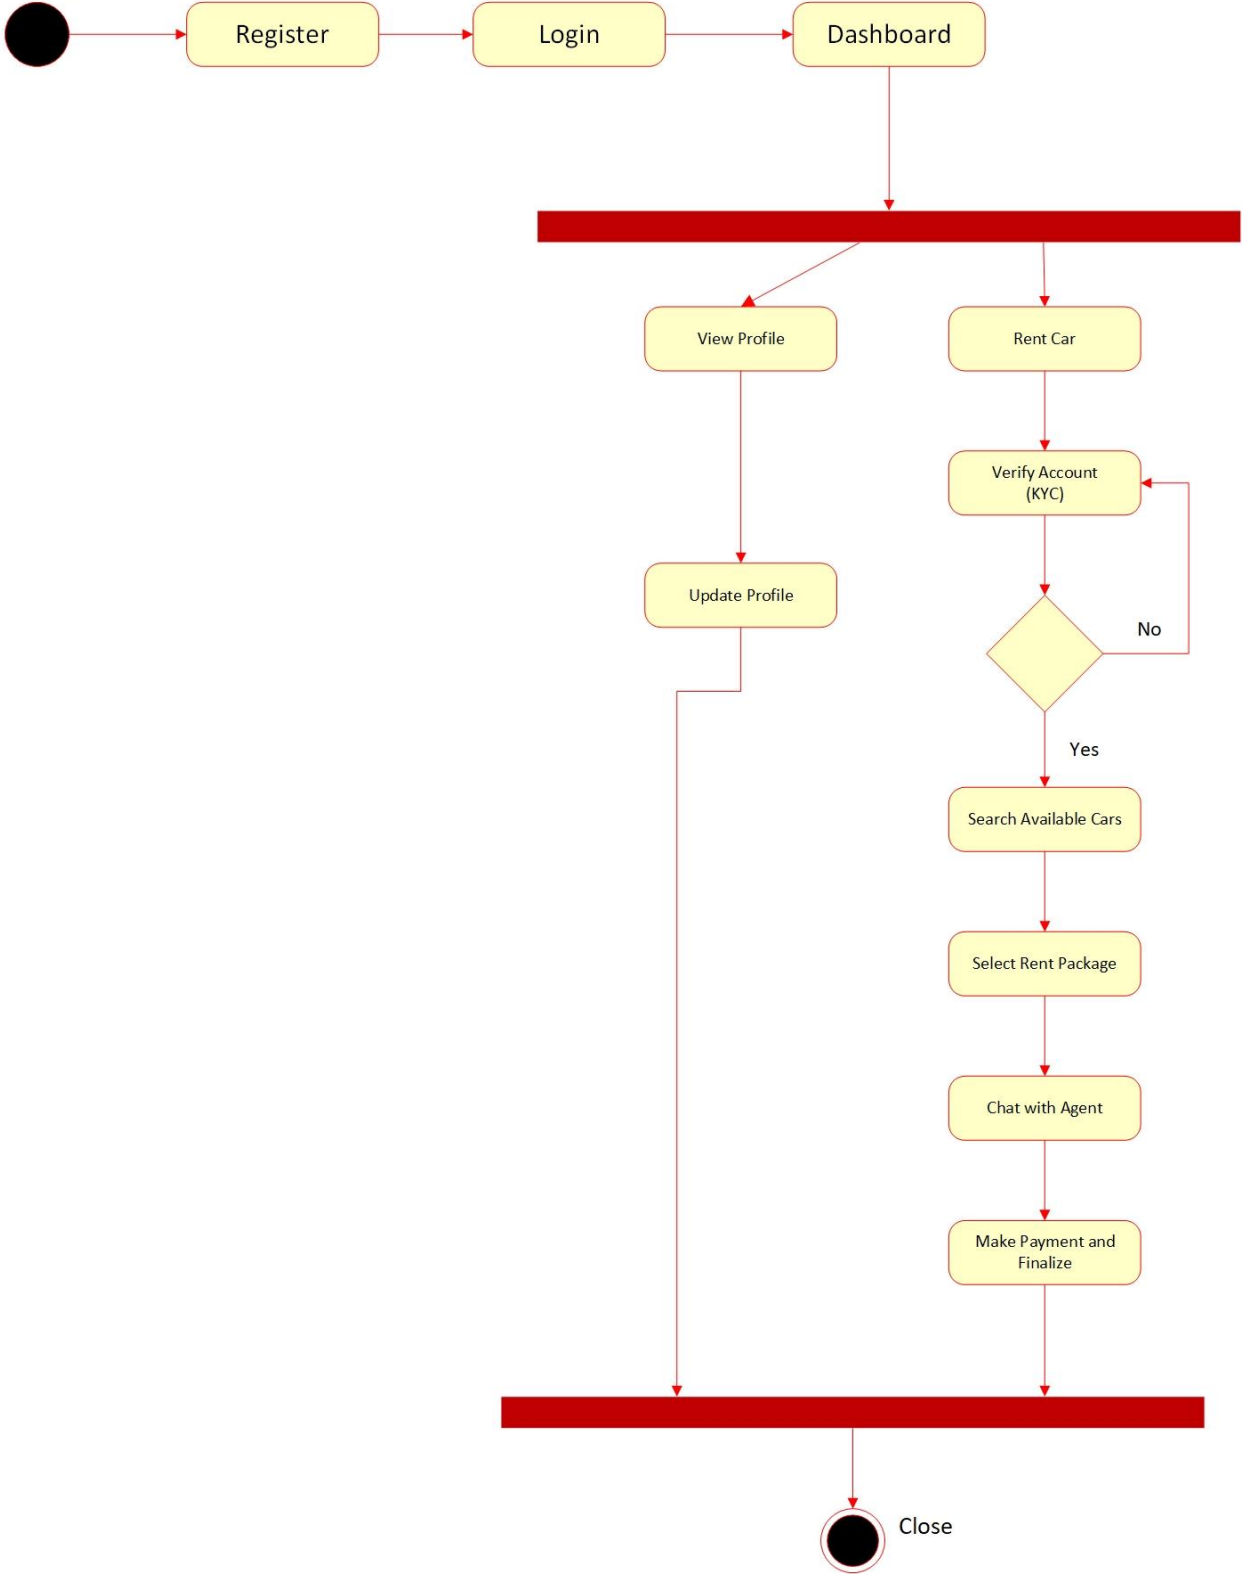 Register
Login
Dashboard
View Profile
Rent Car
Verify Account
(KYC)
Update Profile
No
Yes
Search Available Cars
Select Rent Package
Chat with Agent
Make Payment and
Finalize
Close